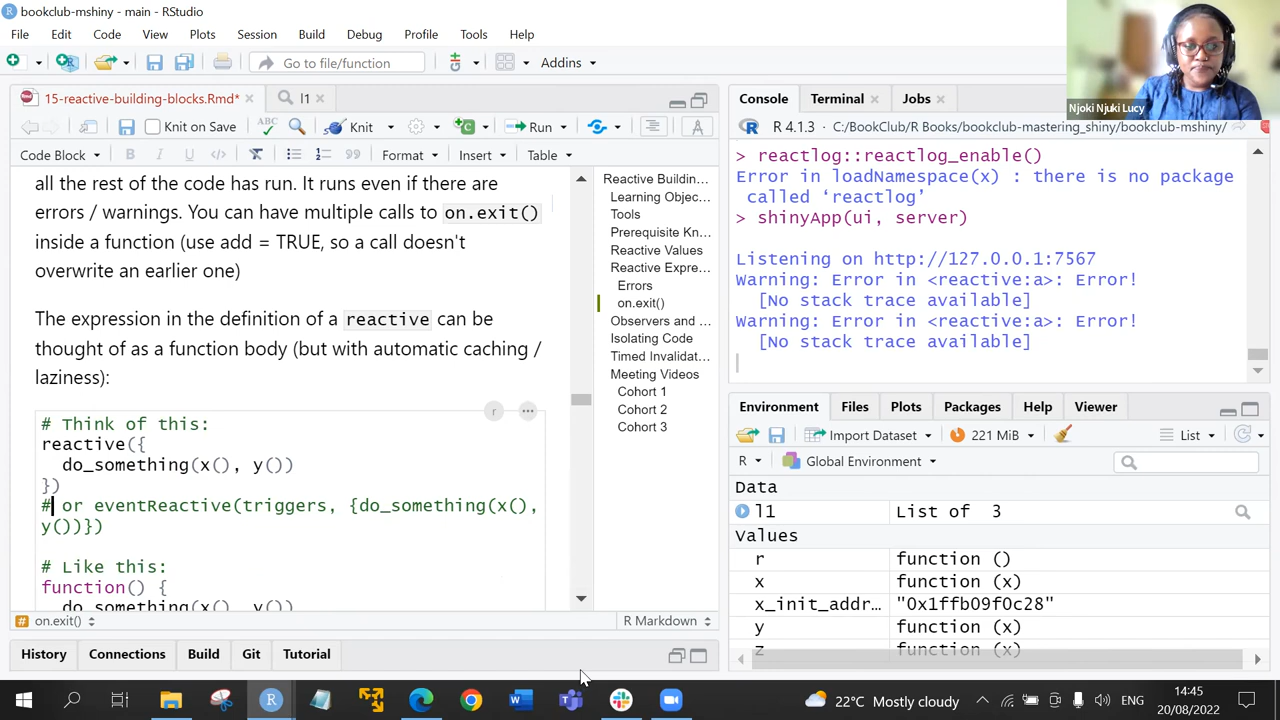 bookclub-mshiny - main - RStudio
File Edit Code View Plots Session Build Debug Profile Tools Help
Go to file/function
Addins
Njoki Njuki Lucy
15-reactive-building-blocks.Rmd*
l1
Knit on Save
Knit
Run
Code Block
B I
Format
Insert
Table
all the rest of the code has run. It runs even if there are
errors / warnings. You can have multiple calls to on.exit()
inside a function (use add = TRUE, so a call doesn't
overwrite an earlier one)
The expression in the definition of a reactive can be
thought of as a function body (but with automatic caching /
laziness):
r
# Think of this:
reactive({
do_something(x(), y())
})
# or eventReactive(triggers, {do_something(x(),
y())})
# Like this:
function() {
do_something(x(), y())
Reactive Buildin...
Learning Objec...
Tools
Prerequisite Kn...
Reactive Values
Reactive Expre...
Errors
on.exit()
Observers and ...
Isolating Code
Timed Invalidat...
Meeting Videos
Cohort 1
Cohort 2
Cohort 3
# on.exit()
R Markdown
History Connections Build Git Tutorial
Console Terminal Jobs
R 4.1.3 · C:/BookClub/R Books/bookclub-mastering_shiny/bookclub-mshiny/
> reactlog::reactlog_enable()
Error in loadNamespace(x) : there is no package
called ‘reactlog’
> shinyApp(ui, server)
Listening on http://127.0.0.1:7567
Warning: Error in <reactive:a>: Error!
[No stack trace available]
Warning: Error in <reactive:a>: Error!
[No stack trace available]
Environment Files Plots Packages Help Viewer
Import Dataset
221 MiB
List
R
Global Environment
Data
l1 List of 3
Values
r function ()
x function (x)
x_init_addr... "0x1ffb09f0c28"
y function (x)
z function (x)
22°C Mostly cloudy
ENG
14:45
20/08/2022